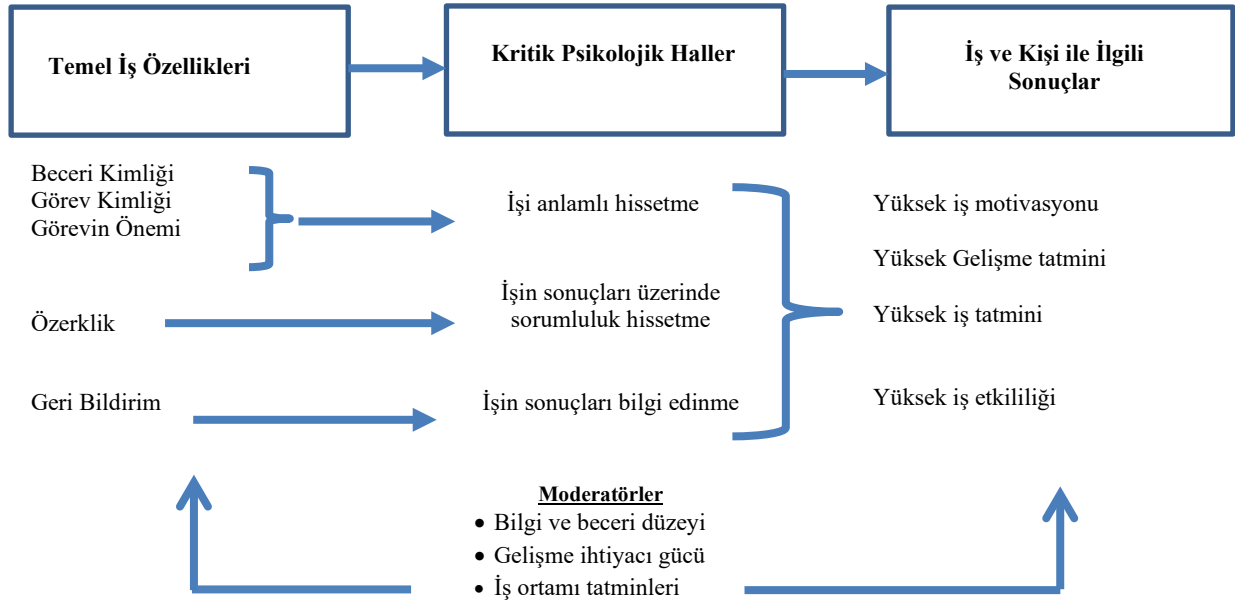 Temel İş Özellikleri
Kritik Psikolojik Haller
İş ve Kişi ile İlgili
Sonuçlar
Beceri Kimliği
Görev Kimliği
Görevin Önemi
Özerklik
Geri Bildirim
İşi anlamlı hissetme
İşin sonuçları üzerinde
sorumluluk hissetme
İşin sonuçları bilgi edinme
Yüksek iş motivasyonu
Yüksek Gelişme tatmini
Yüksek iş tatmini
Yüksek iş etkililiği
Moderatörler
• Bilgi ve beceri düzeyi
• Gelişme ihtiyacı gücü
• İş ortamı tatminleri